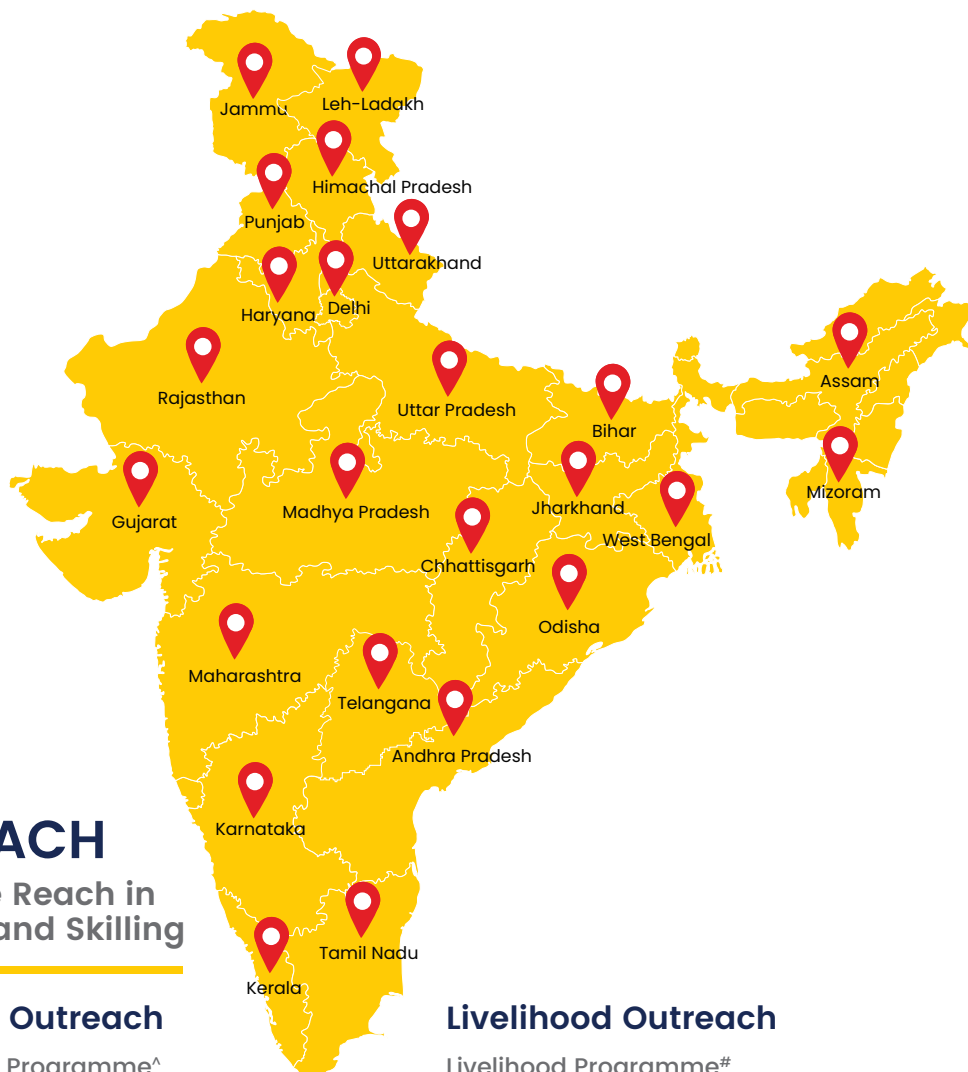 Jammu
Leh-Ladakh
Himachal Pradesh
Punjab
Uttarakhand
Haryana
Delhi
Rajasthan
Uttar Pradesh
Assam
Bihar
Mizoram
Gujarat
Madhya Pradesh
Jharkhand
West Bengal
Chhattisgarh
Odisha
Maharashtra
Telangana
Andhra Pradesh
Karnataka
ACH
Reach in
and Skilling
Tamil Nadu
Kerala
Outreach
Programme^
Livelihood Outreach
Livelihood Programme#